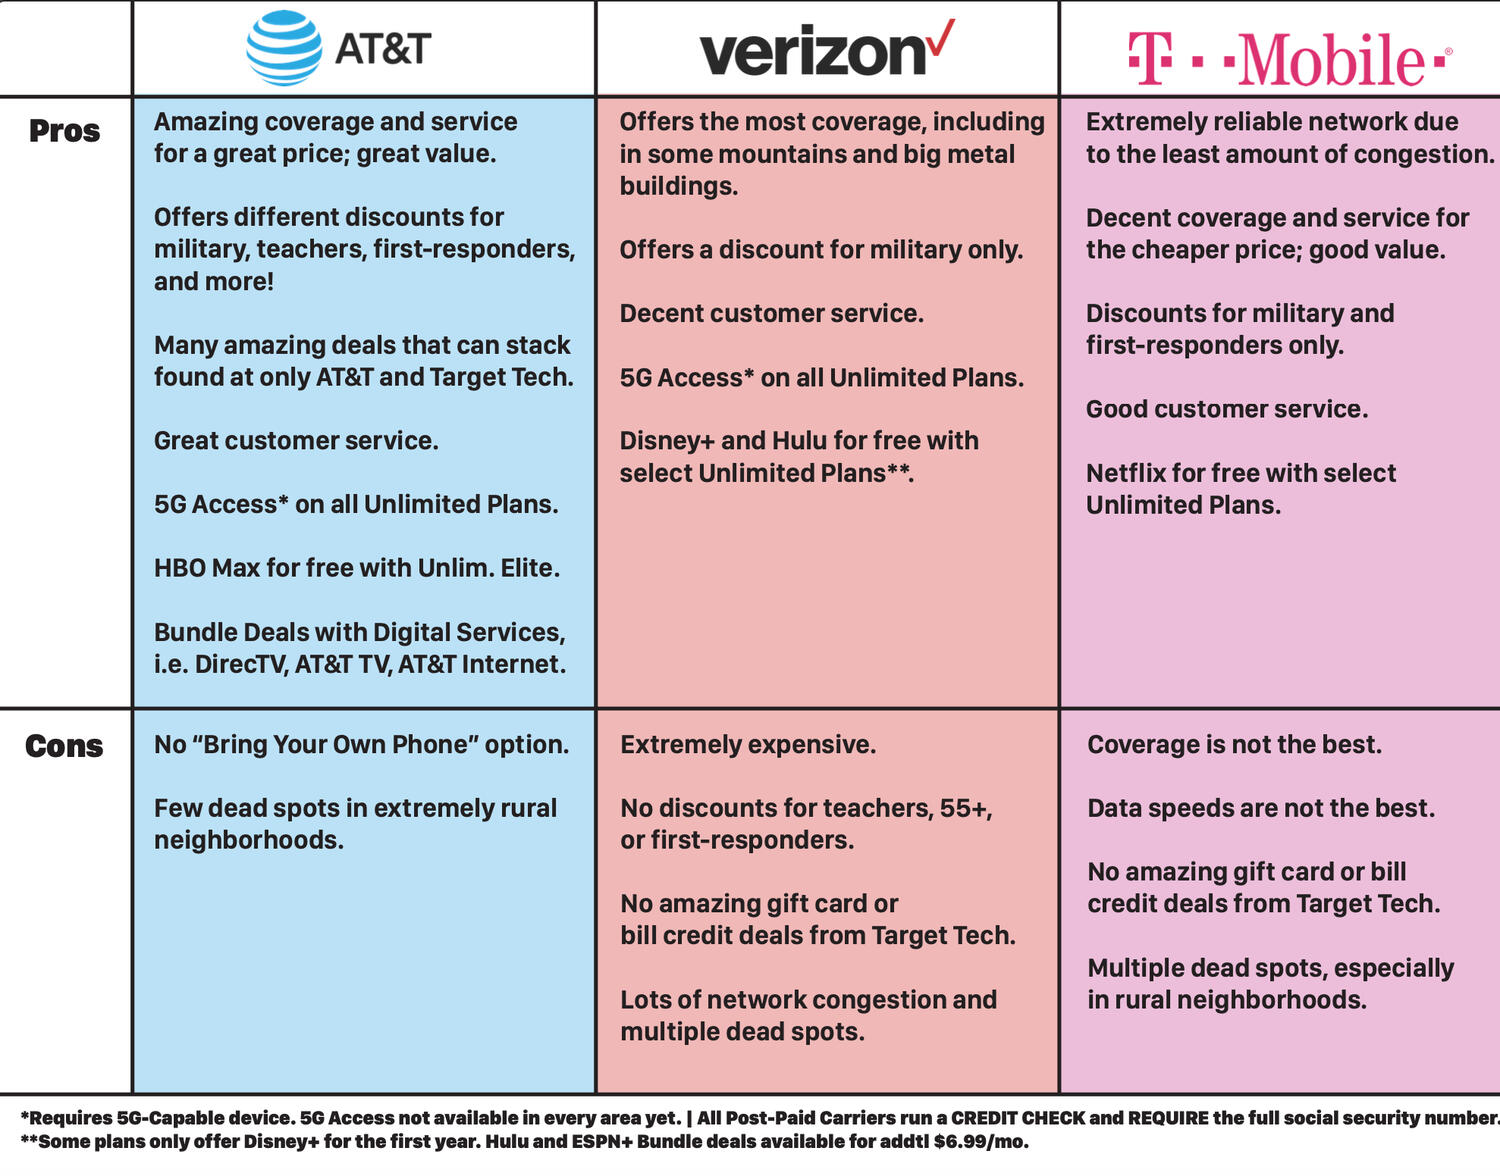 AT&T
verizon✓
T··Mobile·®
Pros
Amazing coverage and service
for a great price; great value.
Offers different discounts for
military, teachers, first-responders,
and more!
Many amazing deals that can stack
found at only AT&T and Target Tech.
Great customer service.
5G Access* on all Unlimited Plans.
HBO Max for free with Unlim. Elite.
Bundle Deals with Digital Services,
i.e. DirecTV, AT&T TV, AT&T Internet.
Offers the most coverage, including
in some mountains and big metal
buildings.
Offers a discount for military only.
Decent customer service.
5G Access* on all Unlimited Plans.
Disney+ and Hulu for free with
select Unlimited Plans**.
Extremely reliable network due
to the least amount of congestion.
Decent coverage and service for
the cheaper price; good value.
Discounts for military and
first-responders only.
Good customer service.
Netflix for free with select
Unlimited Plans.
Cons
No “Bring Your Own Phone” option.
Few dead spots in extremely rural
neighborhoods.
Extremely expensive.
No discounts for teachers, 55+,
or first-responders.
No amazing gift card or
bill credit deals from Target Tech.
Lots of network congestion and
multiple dead spots.
Coverage is not the best.
Data speeds are not the best.
No amazing gift card or bill
credit deals from Target Tech.
Multiple dead spots, especially
in rural neighborhoods.
*Requires 5G-Capable device. 5G Access not available in every area yet. | All Post-Paid Carriers run a CREDIT CHECK and REQUIRE the full social security number.
**Some plans only offer Disney+ for the first year. Hulu and ESPN+ Bundle deals available for addtl $6.99/mo.